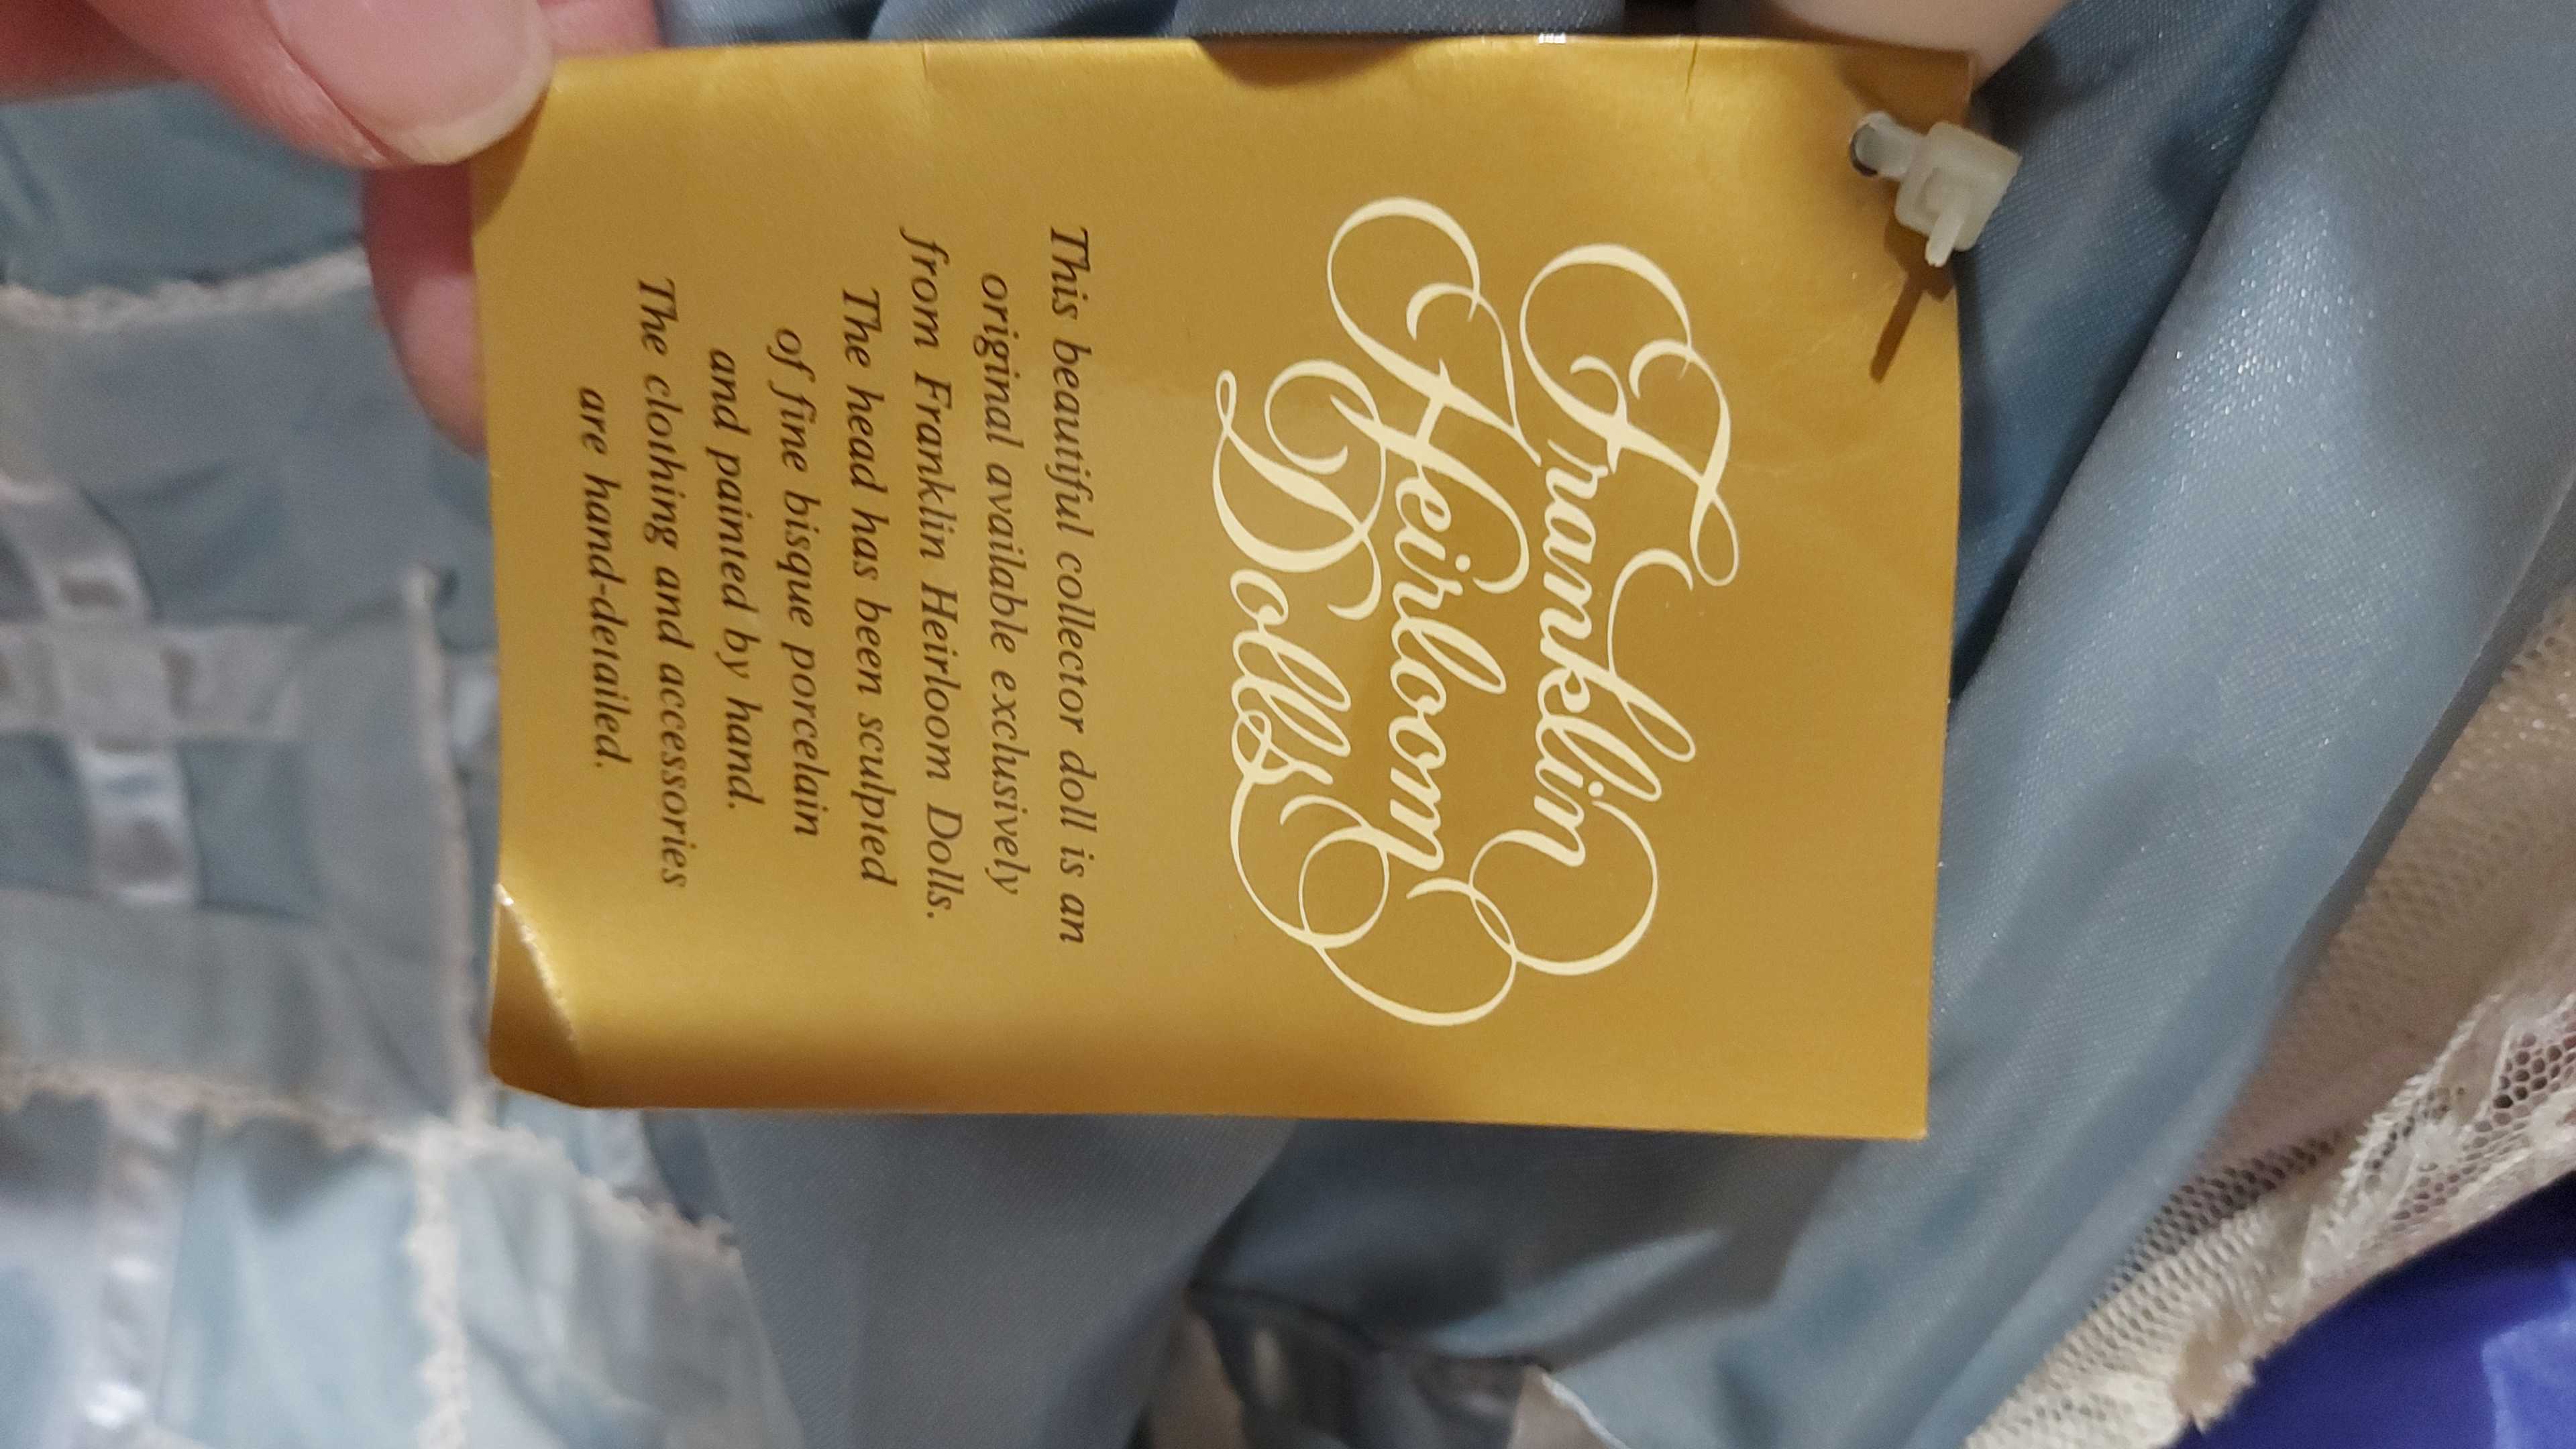 Franklin
Heirloom
Dolls
This beautiful collector doll is an
original available exclusively
from Franklin Heirloom Dolls.
The head has been sculpted
of fine bisque porcelain
and painted by hand.
The clothing and accessories
are hand-detailed.